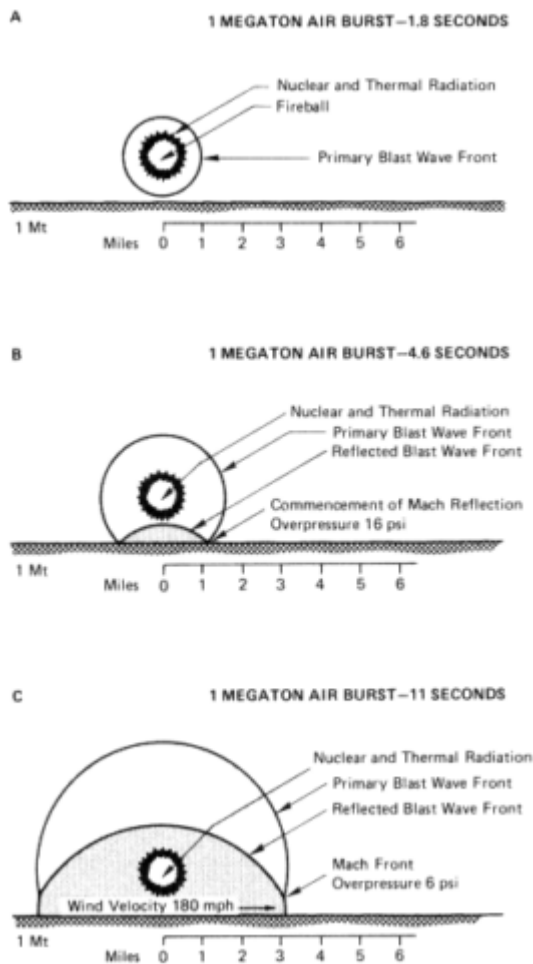 A
1 MEGATON AIR BURST—1.8 SECONDS
Nuclear and Thermal Radiation
Fireball
Primary Blast Wave Front
1 Mt
Miles 0 1 2 3 4 5 6
B
1 MEGATON AIR BURST—4.6 SECONDS
Nuclear and Thermal Radiation
Primary Blast Wave Front
Reflected Blast Wave Front
Commencement of Mach Reflection
Overpressure 16 psi
1 Mt
Miles 0 1 2 3 4 5 6
C
1 MEGATON AIR BURST—11 SECONDS
Nuclear and Thermal Radiation
Primary Blast Wave Front
Reflected Blast Wave Front
Mach Front
Overpressure 6 psi
Wind Velocity 180 mph
1 Mt
Miles 0 1 2 3 4 5 6